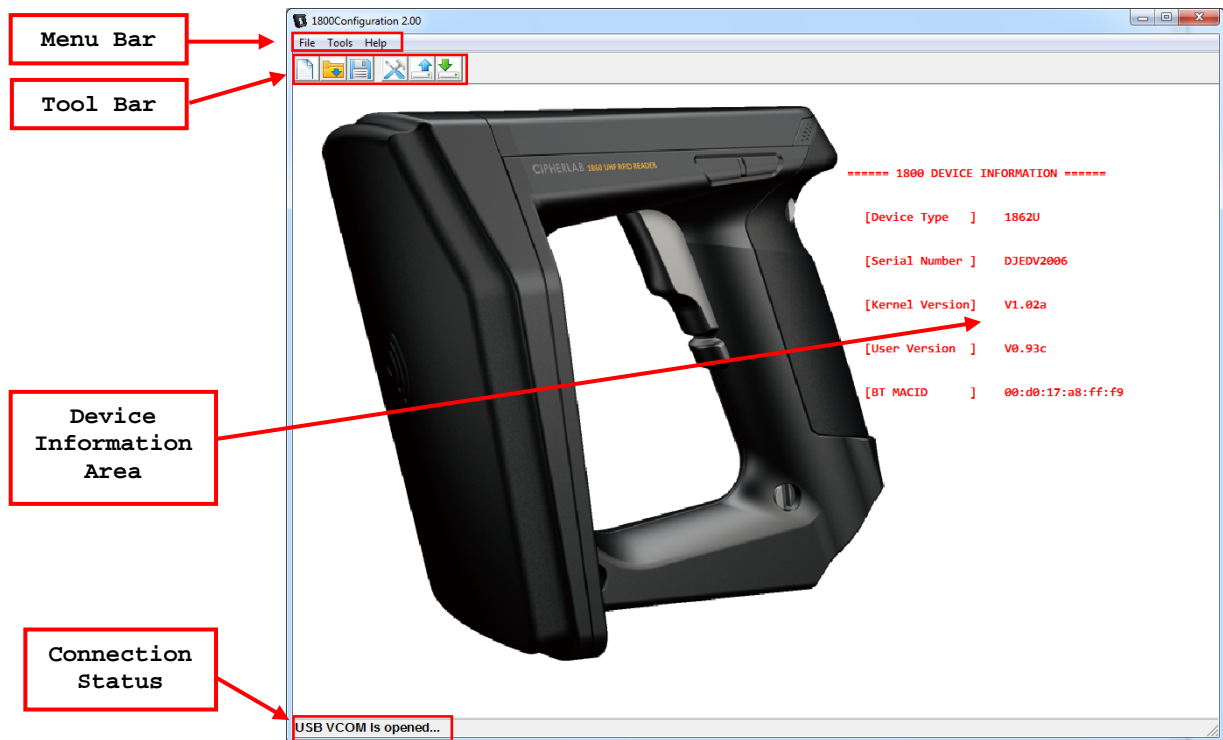 1800Configuration 2.00
Menu Bar
File Tools Help
Tool Bar
CIPHERLAB 1860 UHF RFID READER
====== 1800 DEVICE INFORMATION ======
[Device Type ] 1862U
[Serial Number ] DJEDV2006
[Kernel Version] V1.02a
[User Version ] V0.93c
[BT MACID ] 00:d0:17:a8:ff:f9
Device
Information
Area
Connection
Status
USB VCOM Is opened...